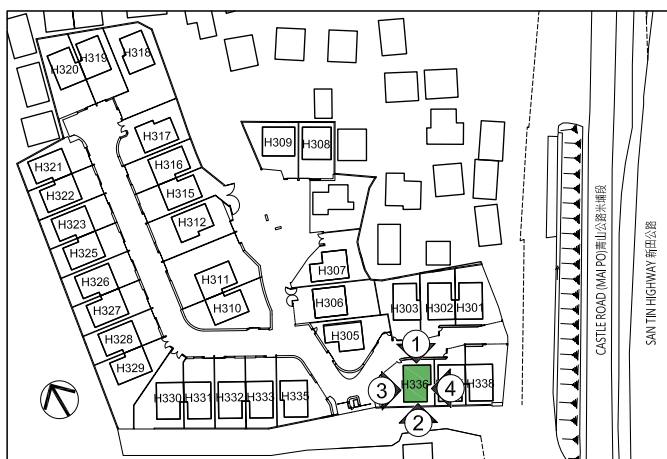 H318
H319
H320
H317
H309
H308
H316
H321
H315
H322
H312
H323
H307
H325
H311
H326
H306
H303
H302
H301
H310
H327
H305
H328
1
H329
3
H336
4
H338
H330
H331
H332
H333
H335
2
CASTLE ROAD (MAI PO)青山公路米埔段
SAN TIN HIGHWAY 新田公路